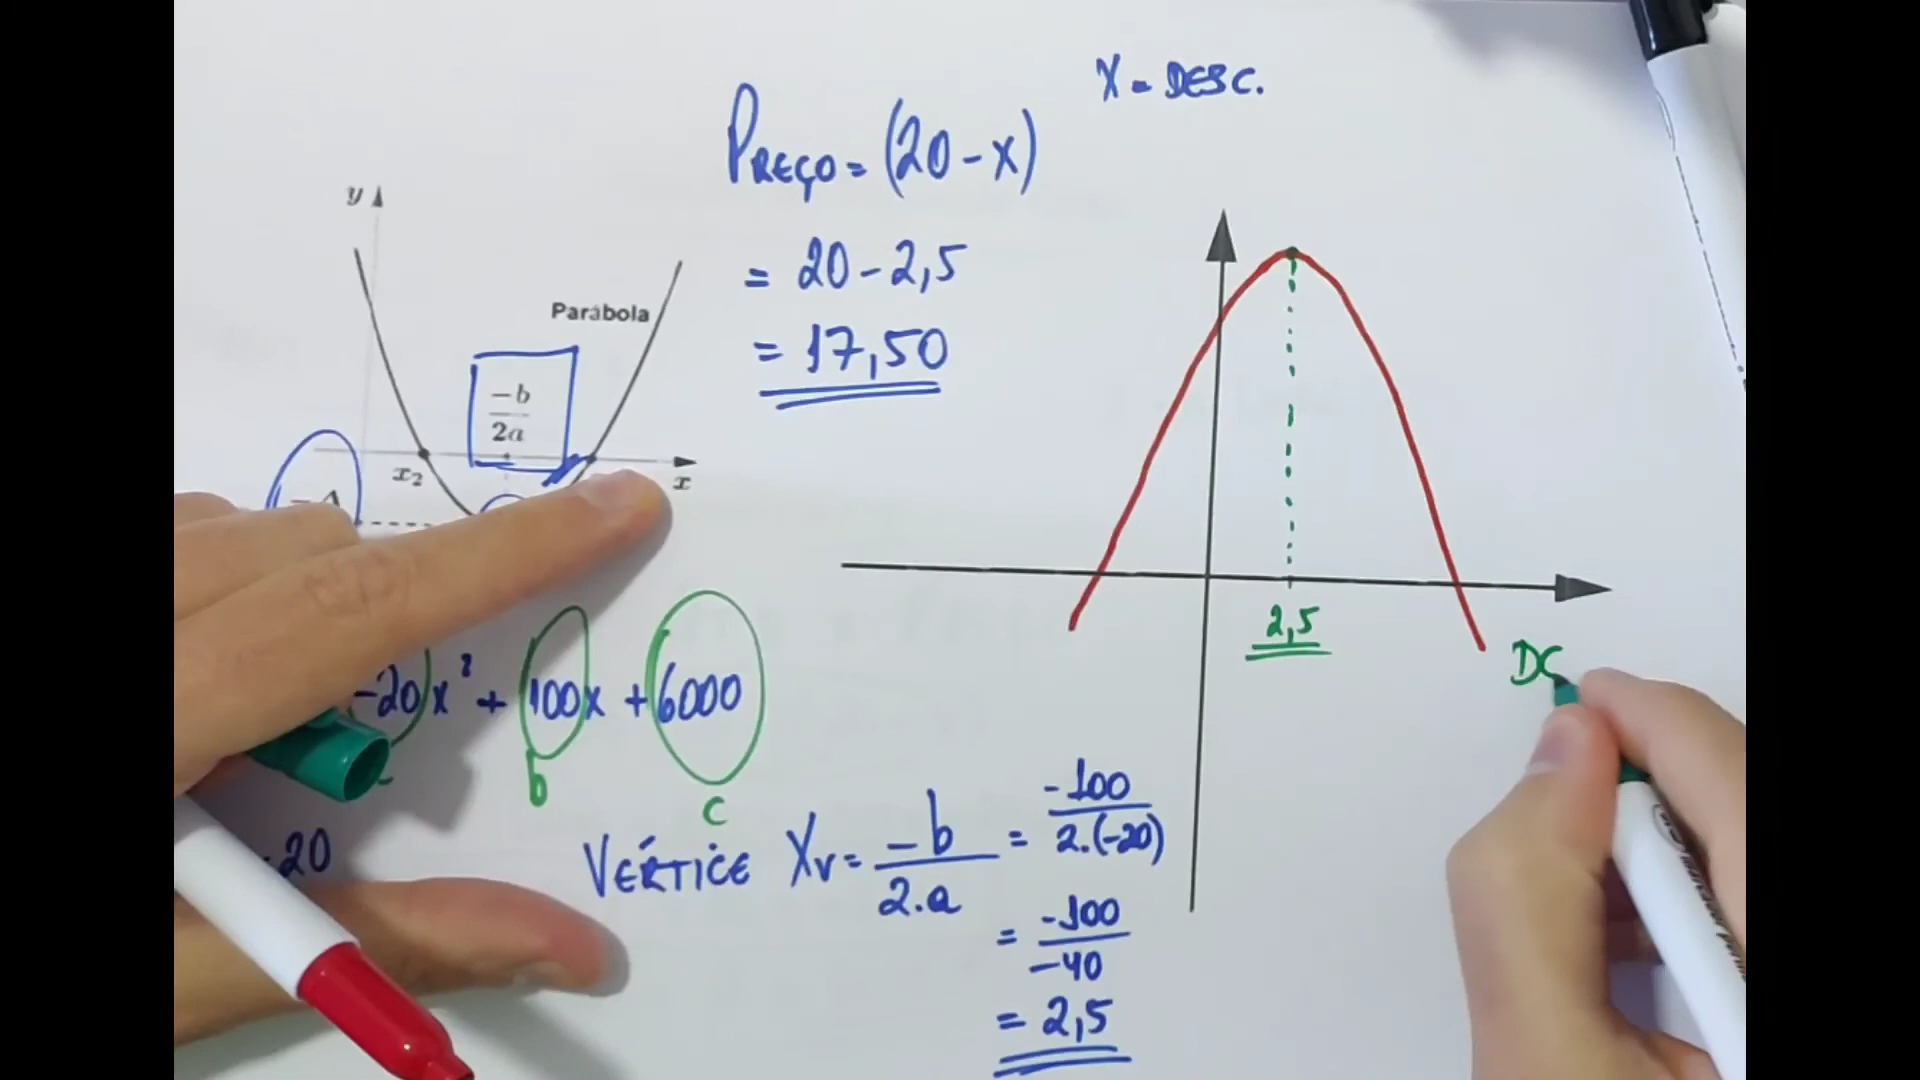 X = DESC.
PREÇO = (20 - x)
= 20 - 2,5
= 17,50
y
Parábola
-b
2a
x₂
x
2,5
DC
-20x² + 100x + 6000
b
c
-20
VÉRTICE Xv = -b / 2.a = -100 / 2.(-20)
= -100 / -40
= 2,5